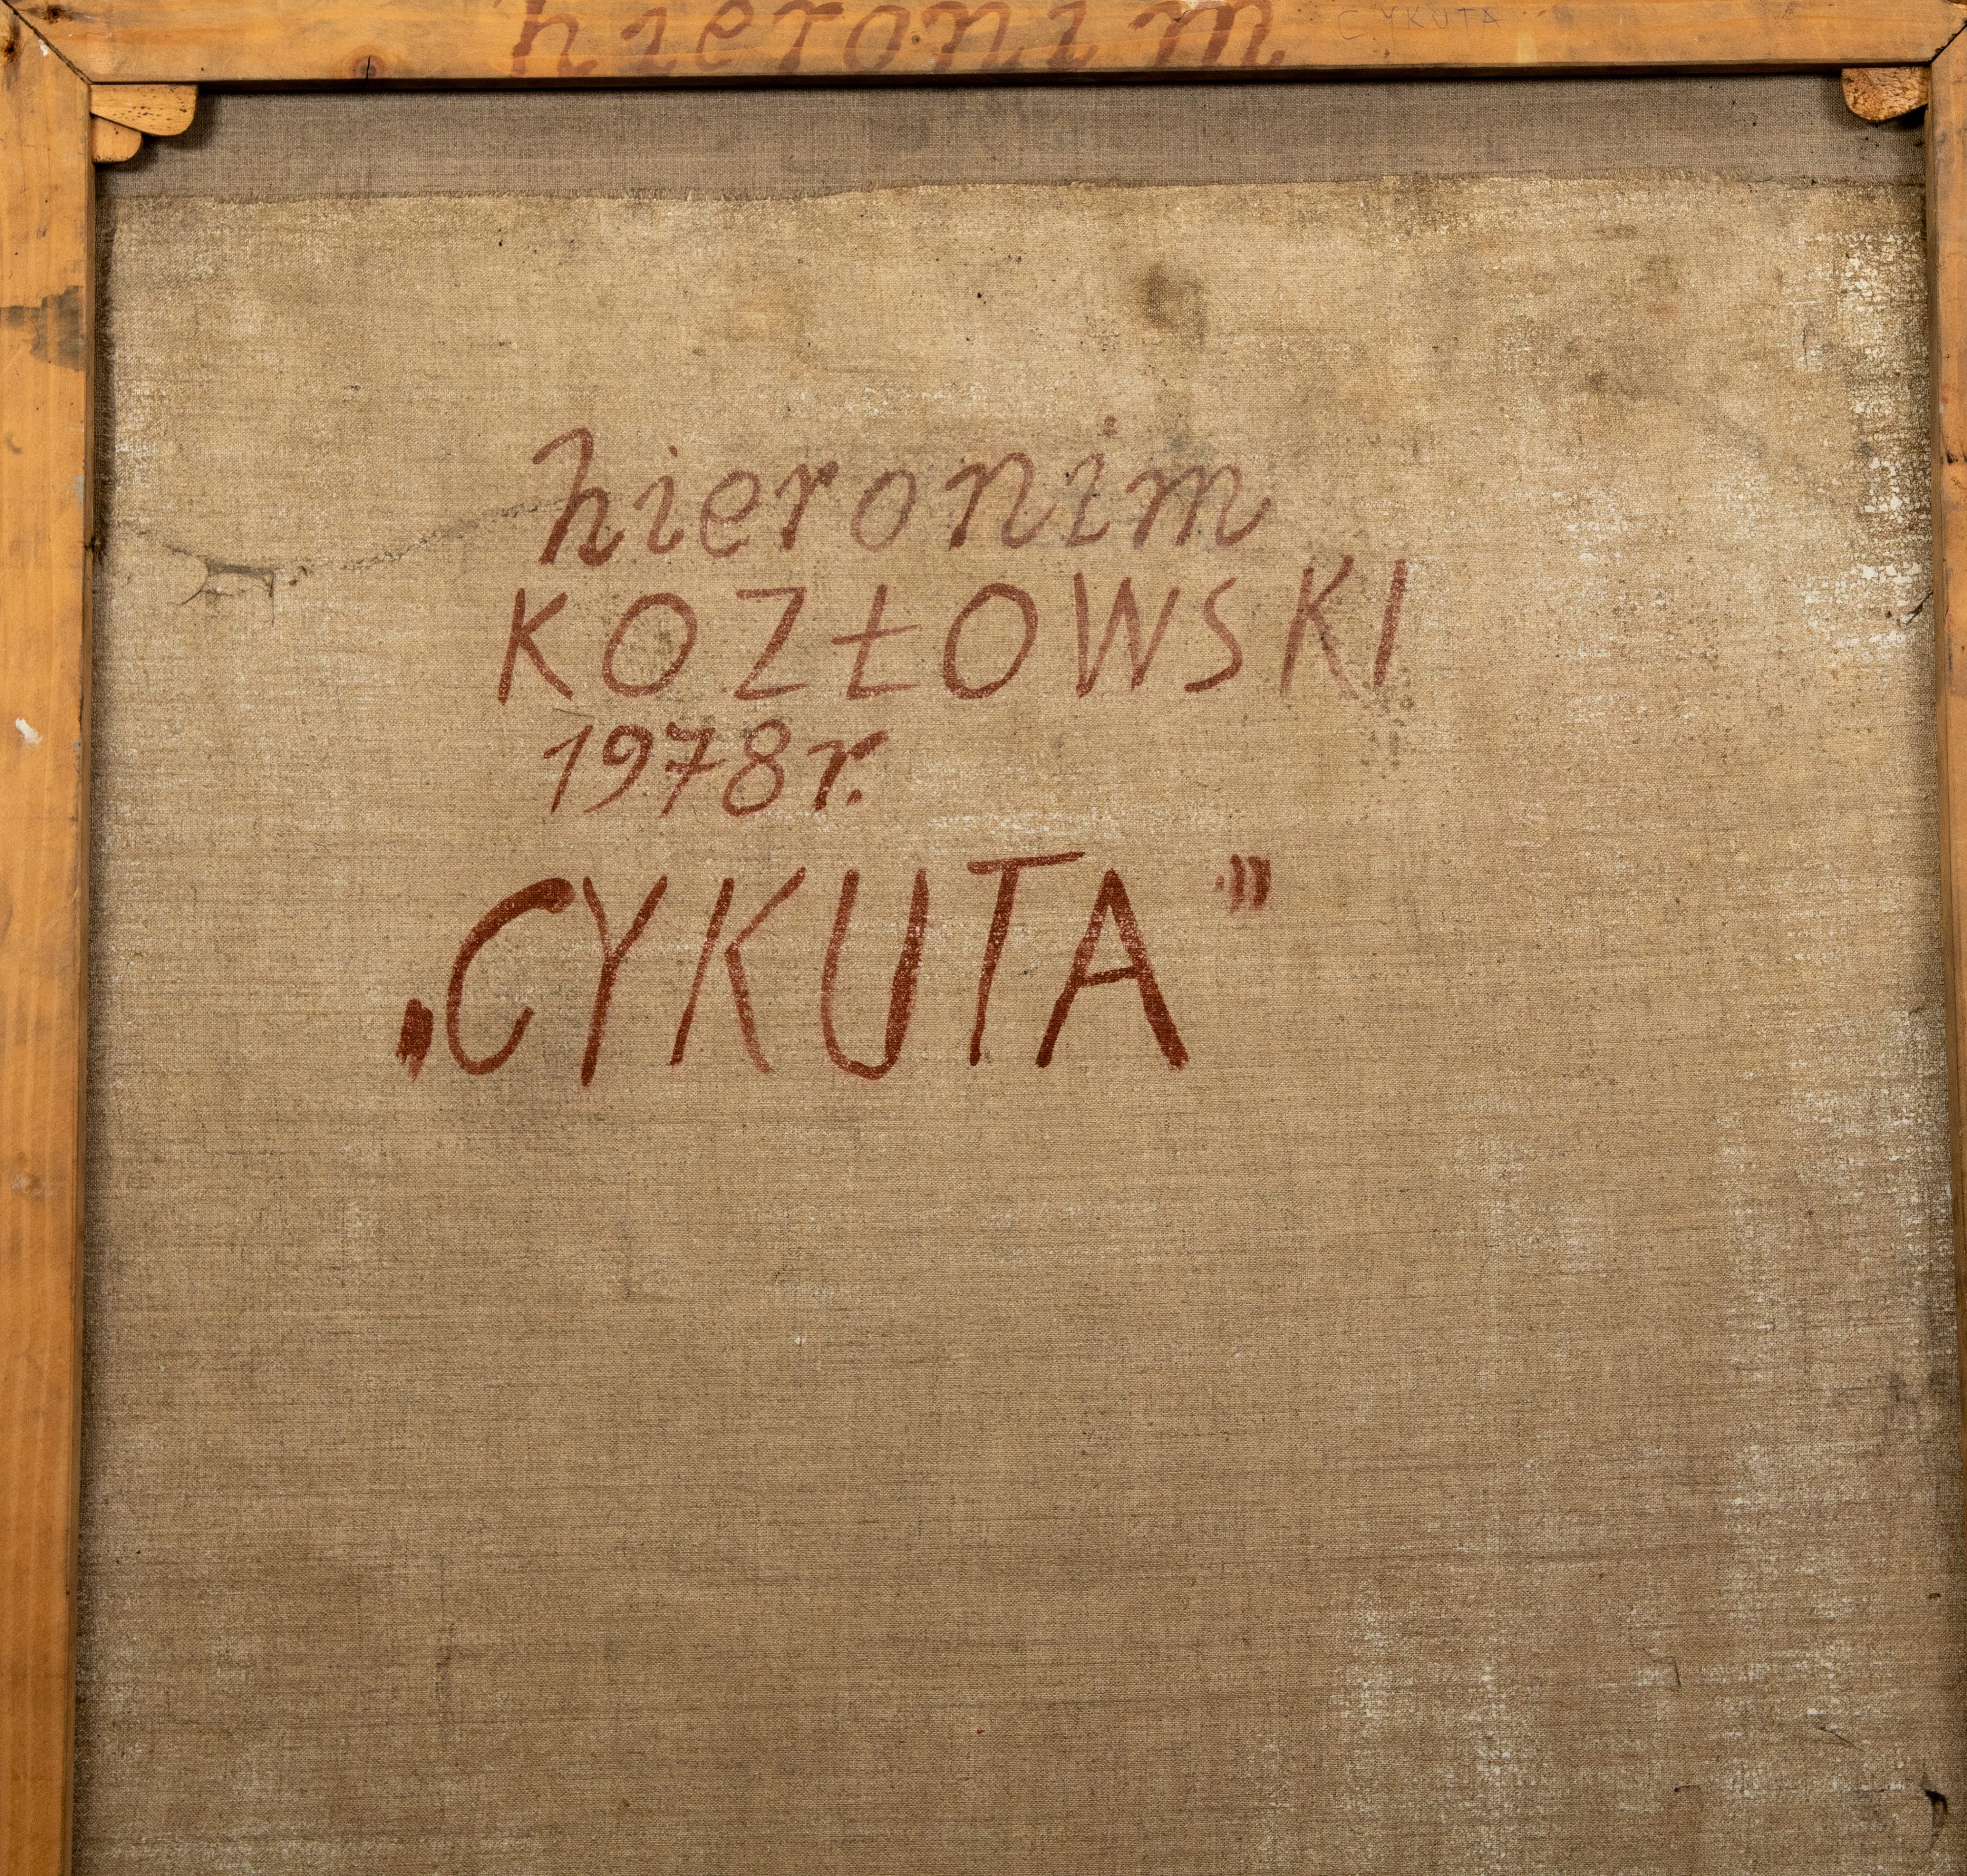 hieronim CYKUTA
hieronim
KOZŁOWSKI
1978r.
„CYKUTA”